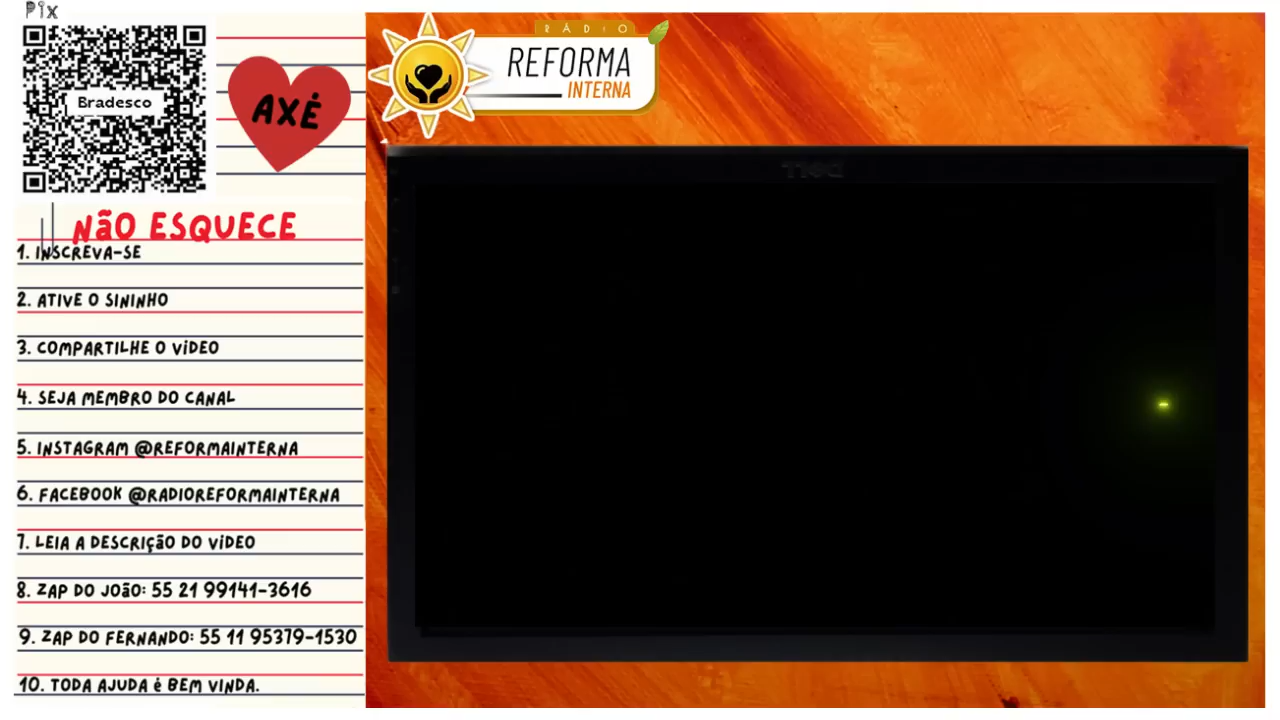 Pix
Bradesco
AXÉ
NÃO ESQUECE
1. INSCREVA-SE
2. ATIVE O SININHO
3. COMPARTILHE O VÍDEO
4. SEJA MEMBRO DO CANAL
5. INSTAGRAM @REFORMAINTERNA
6. FACEBOOK @RADIOREFORMAINTERNA
7. LEIA A DESCRIÇÃO DO VÍDEO
8. ZAP DO JOÃO: 55 21 99141-3616
9. ZAP DO FERNANDO: 55 11 95379-1530
10. TODA AJUDA É BEM VINDA.
RÁDIO
REFORMA
INTERNA